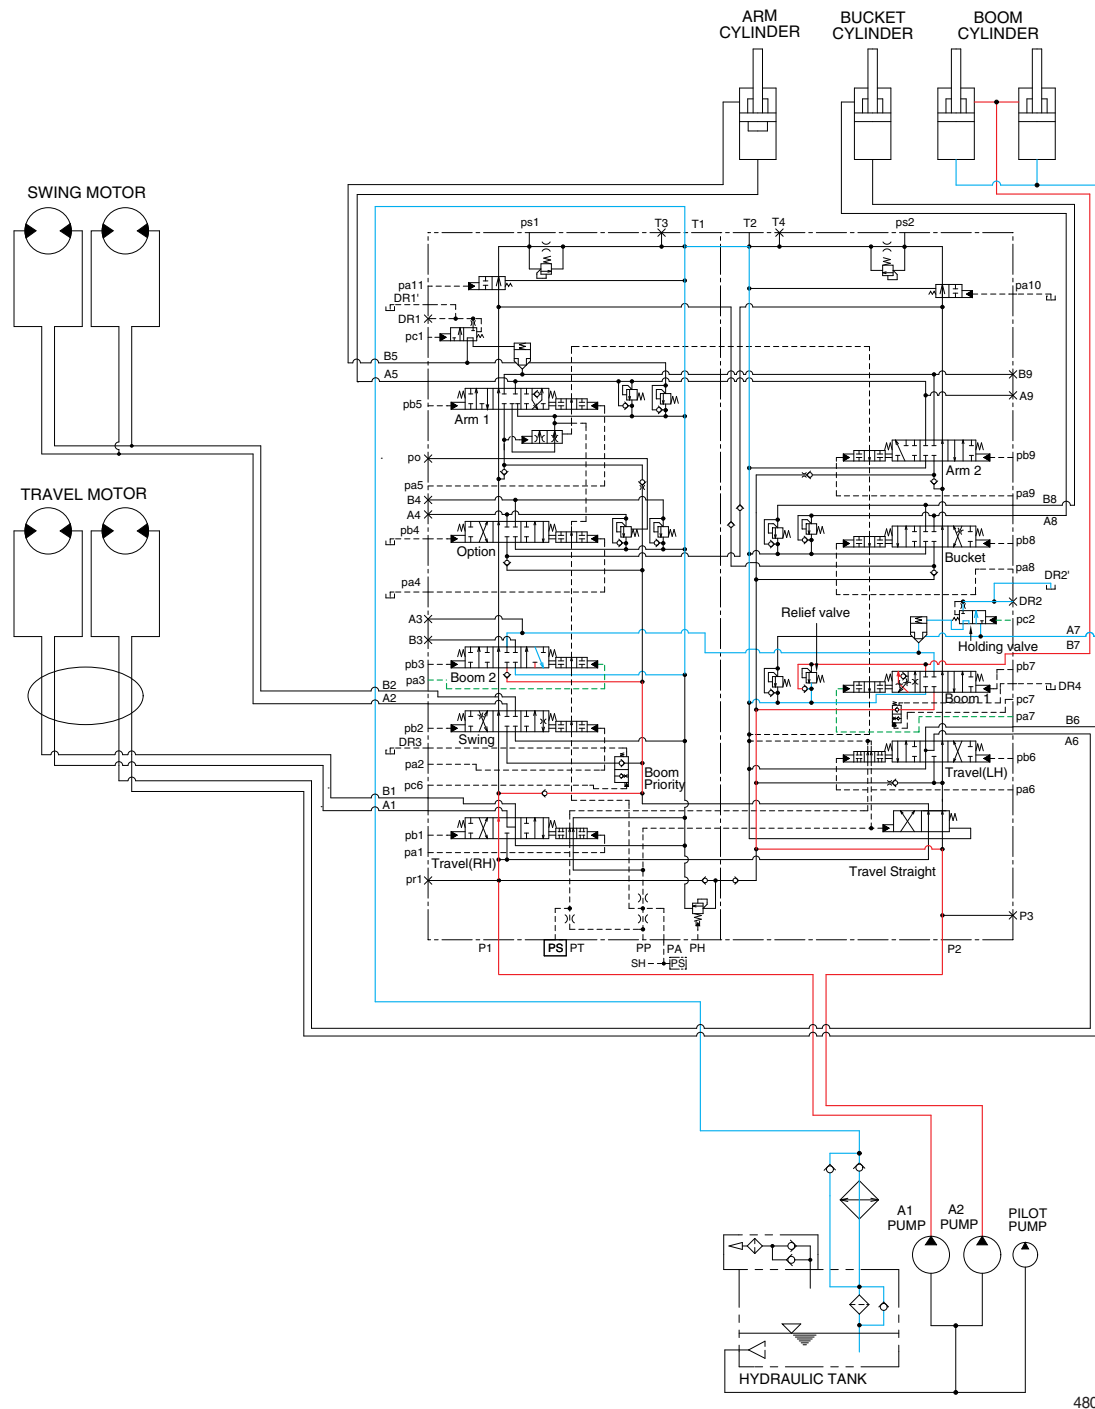 ARM
CYLINDER
BUCKET
CYLINDER
BOOM
CYLINDER
SWING MOTOR
TRAVEL MOTOR
ps1
T3
T1
T2
T4
ps2
pa11
DR1'
DR1
pc1
B5
A5
pb5
Arm 1
po
pa5
B4
A4
pb4
Option
pa4
A3
B3
pb3
pa3
Boom 2
B2
A2
pb2
Swing
DR3
pa2
Boom
Priority
pc6
B1
A1
pb1
pa1
Travel(RH)
pr1
pa10
B9
A9
pb9
Arm 2
pa9
B8
A8
pb8
Bucket
pa8
DR2'
DR2
Relief valve
pc2
A7
Holding valve
B7
pb7
DR4
Boom 1
pc7
pa7
B6
A6
pb6
Travel(LH)
pa6
Travel Straight
P3
P1
PS
PT
PP
PA
PH
P2
SH
PS
A1
PUMP
A2
PUMP
PILOT
PUMP
HYDRAULIC TANK
480